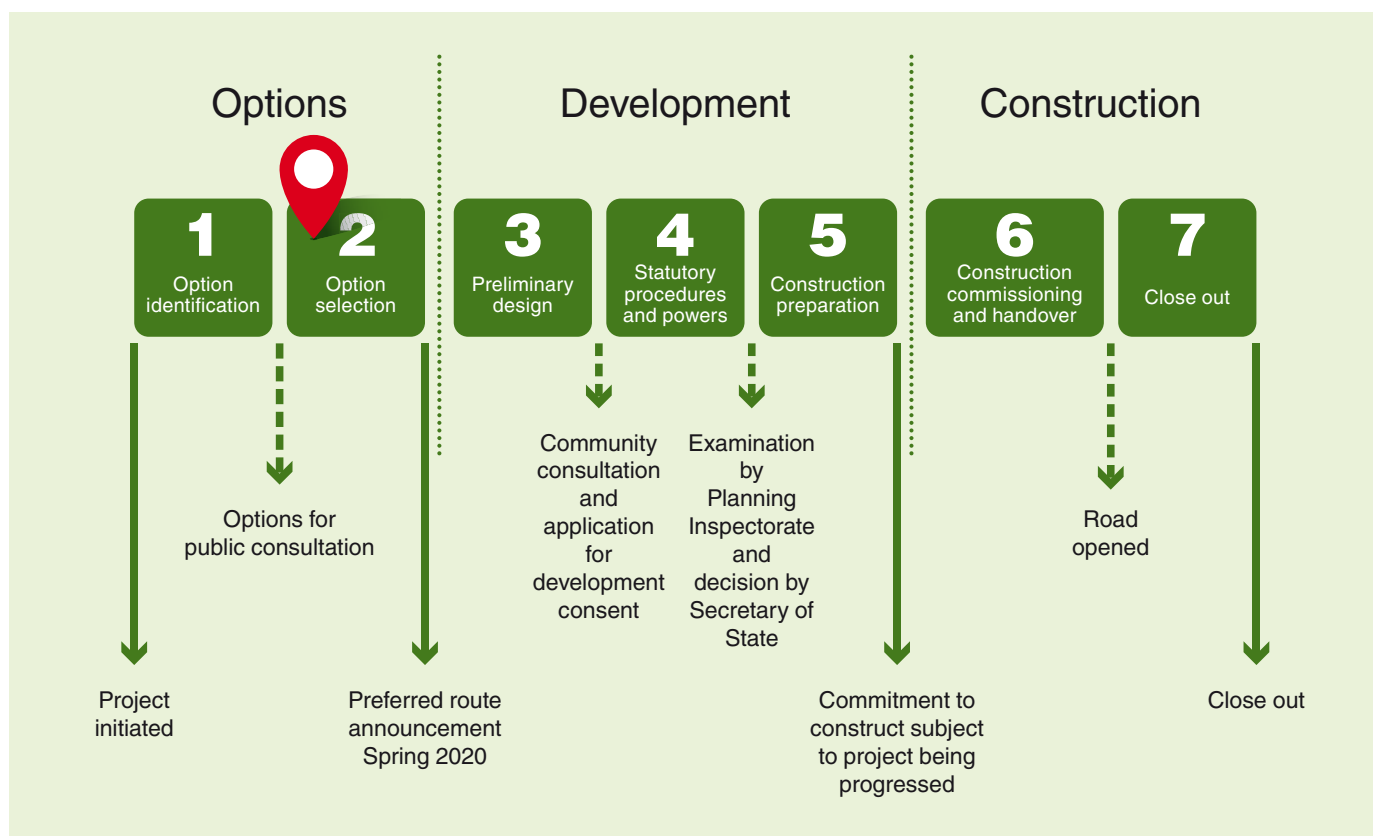 Options
Development
Construction
1
Option
identification
2
Option
selection
3
Preliminary
design
4
Statutory
procedures
and powers
5
Construction
preparation
6
Construction
commissioning
and handover
7
Close out
Options for
public consultation
Community
consultation
and
application
for
development
consent
Examination
by
Planning
Inspectorate
and
decision by
Secretary of
State
Road
opened
Project
initiated
Preferred route
announcement
Spring 2020
Commitment to
construct subject
to project being
progressed
Close out